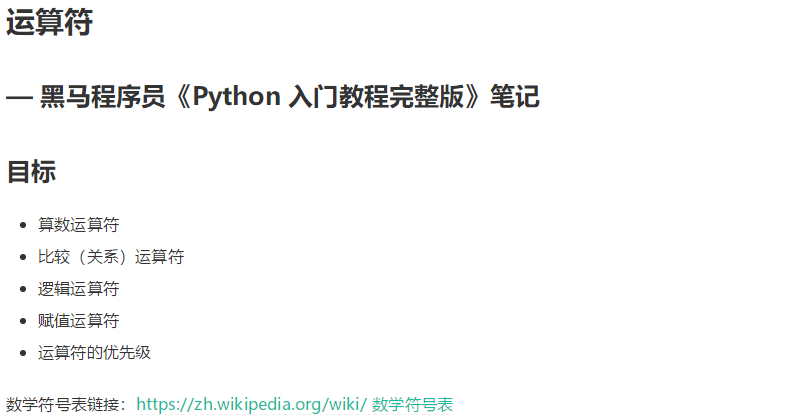 运算符
— 黑马程序员《Python 入门教程完整版》笔记
目标
算数运算符
比较（关系）运算符
逻辑运算符
赋值运算符
运算符的优先级
数学符号表链接：https://zh.wikipedia.org/wiki/ 数学符号表